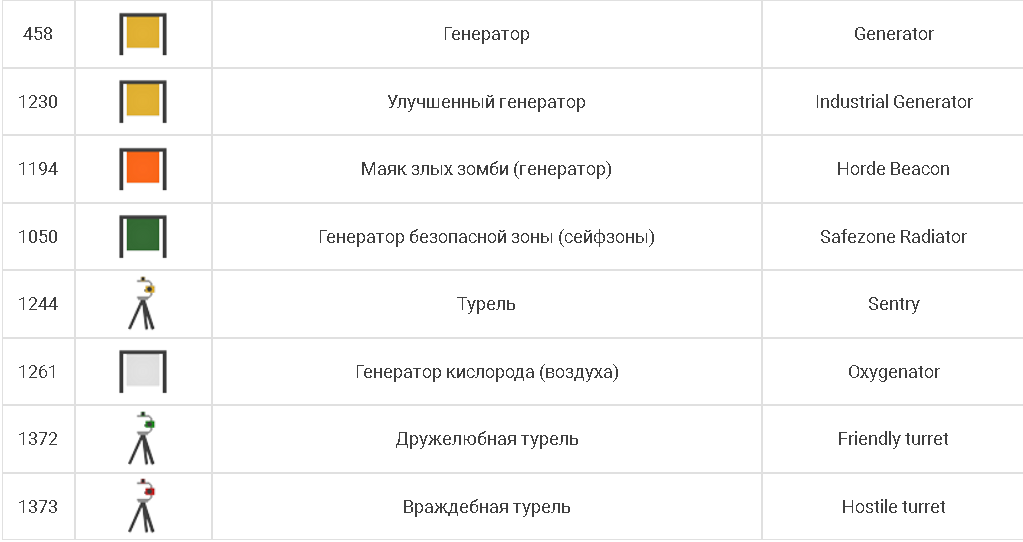 458 Генератор Generator
1230 Улучшенный генератор Industrial Generator
1194 Маяк злых зомби (генератор) Horde Beacon
1050 Генератор безопасной зоны (сейфзоны) Safezone Radiator
1244 Турель Sentry
1261 Генератор кислорода (воздуха) Oxygenator
1372 Дружелюбная турель Friendly turret
1373 Враждебная турель Hostile turret